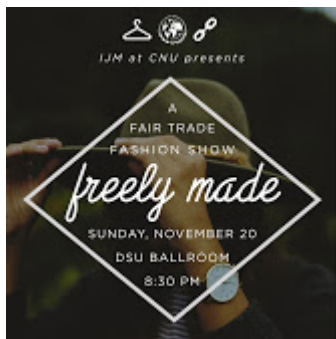 IJM at CNU presents
A
FAIR TRADE
FASHION SHOW
freely made
SUNDAY, NOVEMBER 20
DSU BALLROOM
8:30 PM